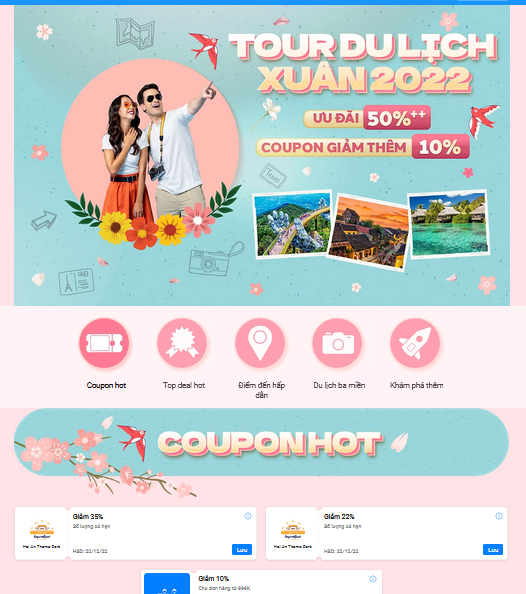 TOUR DU LỊCH
XUÂN 2022
ƯU ĐÃI 50%++
COUPON GIẢM THÊM 10%
Travel
Coupon hot
Top deal hot
Điểm đến hấp
dẫn
Du lịch ba miền
Khám phá thêm
COUPON HOT
Giảm 35%
Số lượng có hạn
Hoi An Theme Park
HSD: 22/12/22
Lưu
Giảm 22%
Số lượng có hạn
Hoi An Theme Park
HSD: 22/12/22
Lưu
Giảm 10%
Cho đơn hàng từ 999K